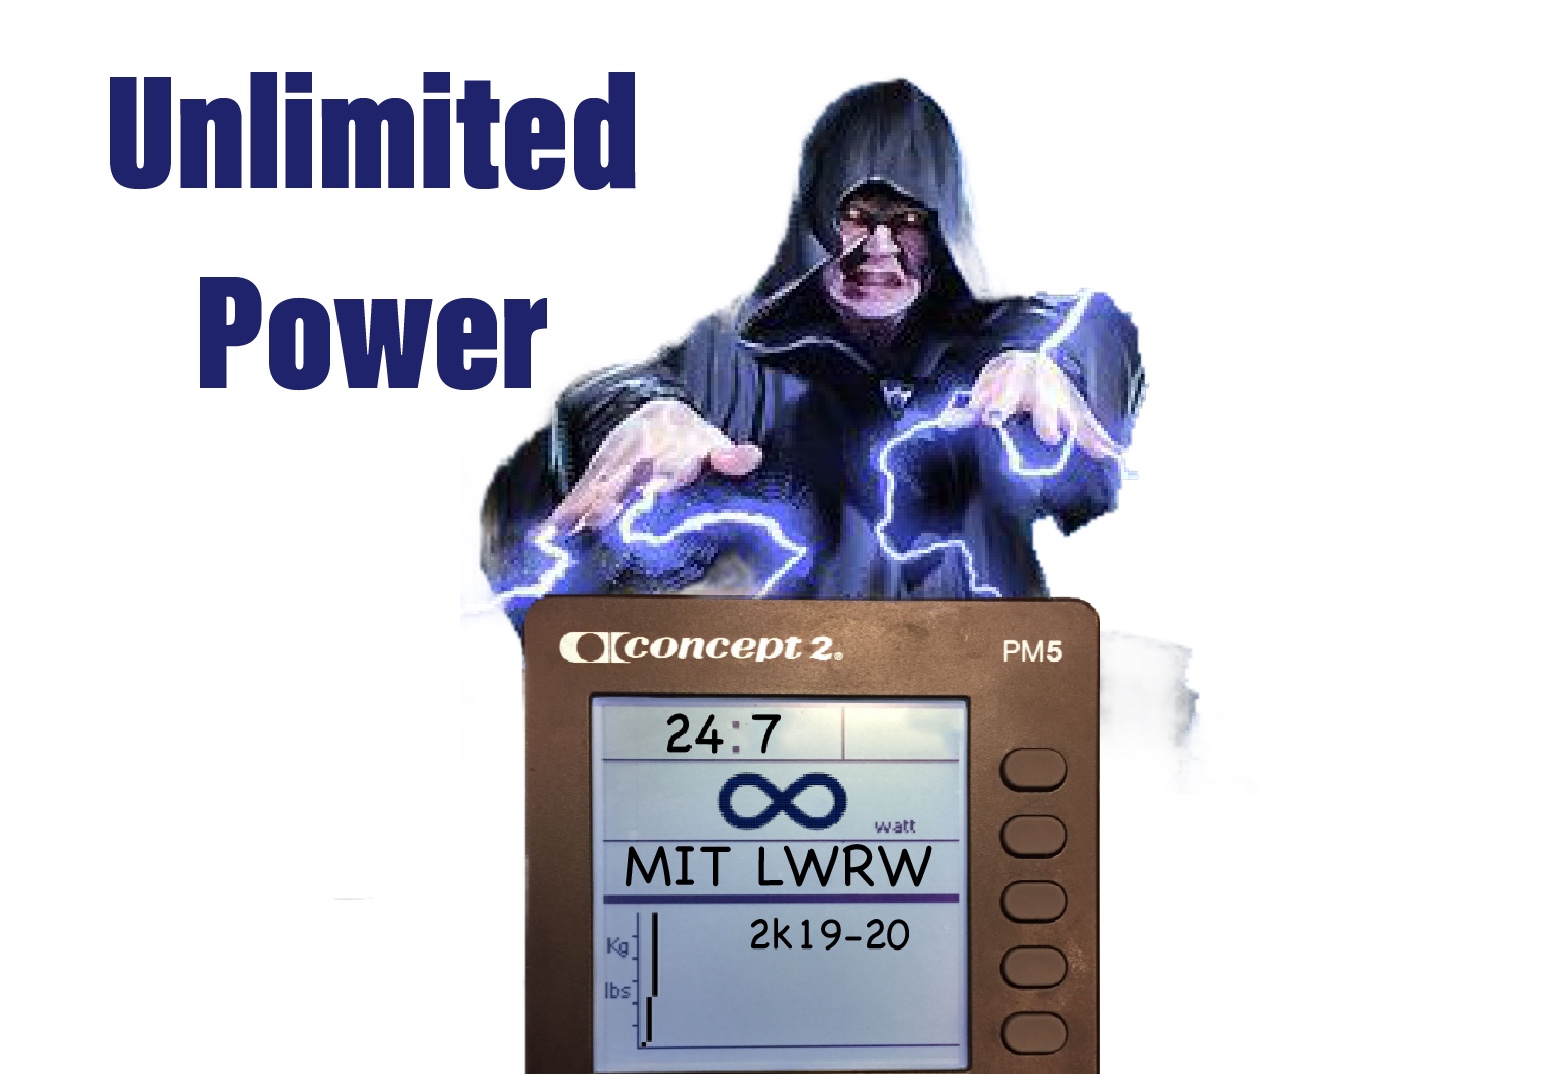 Unlimited
Power
concept 2®
PM5
24:7
∞
watt
MIT LWRW
2k19-20
Kg
lbs